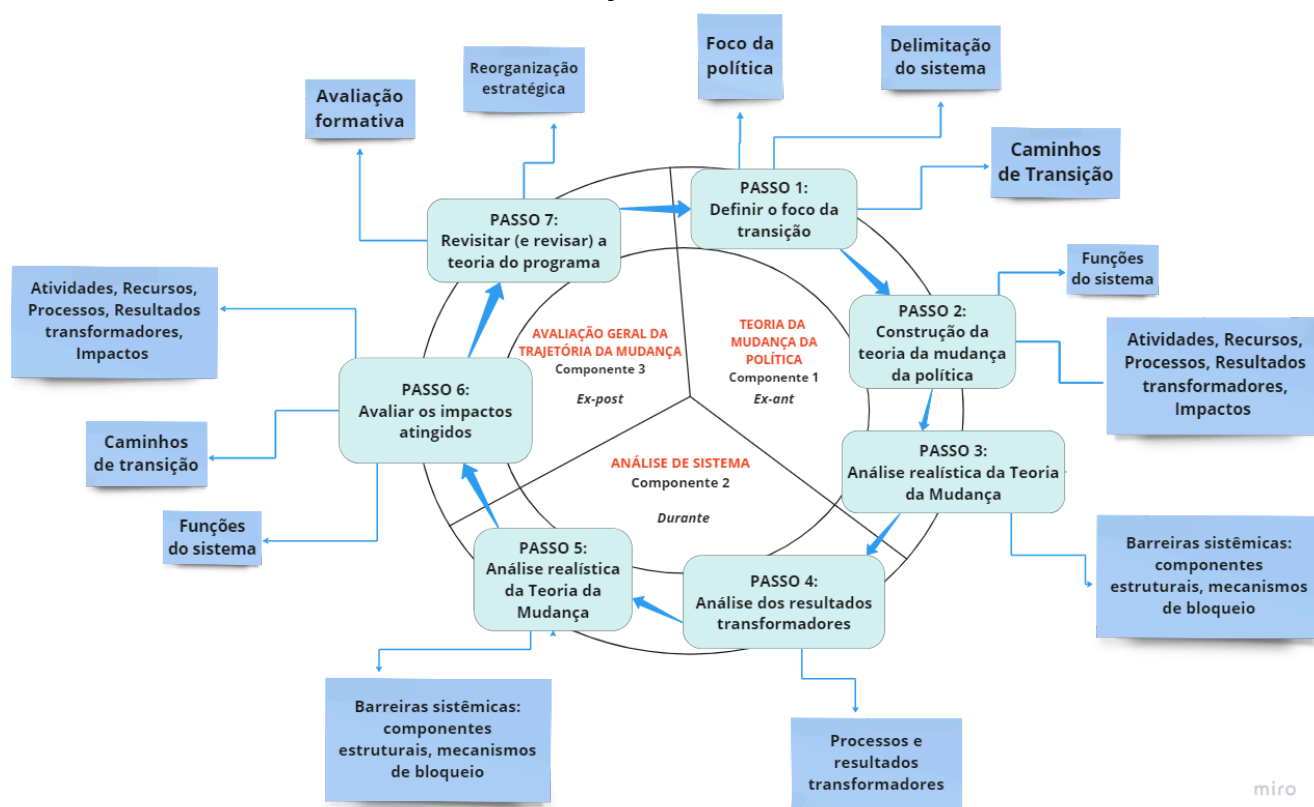 Foco da
política
Delimitação
do sistema
Reorganização
estratégica
Avaliação
formativa
Caminhos
de Transição
PASSO 1:
Definir o foco da
transição
PASSO 7:
Revisitar (e revisar) a
teoria do programa
Funções
do sistema
Atividades, Recursos,
Processos, Resultados
transformadores,
Impactos
PASSO 2:
Construção da
teoria da mudança
da política
AVALIAÇÃO GERAL DA
TRAJETÓRIA DA MUDANÇA
Componente 3
Ex-post
TEORIA DA
MUDANÇA DA
POLÍTICA
Componente 1
Ex-ant
Atividades, Recursos,
Processos, Resultados
transformadores,
Impactos
PASSO 6:
Avaliar os impactos
atingidos
Caminhos
de transição
PASSO 3:
Análise realística da Teoria
da Mudança
ANÁLISE DE SISTEMA
Componente 2
Durante
Funções
do sistema
PASSO 5:
Análise realística
da Teoria da
Mudança
PASSO 4:
Análise dos resultados
transformadores
Barreiras sistêmicas:
componentes
estruturais, mecanismos
de bloqueio
Barreiras sistêmicas:
componentes
estruturais, mecanismos
de bloqueio
Processos e
resultados
transformadores
miro